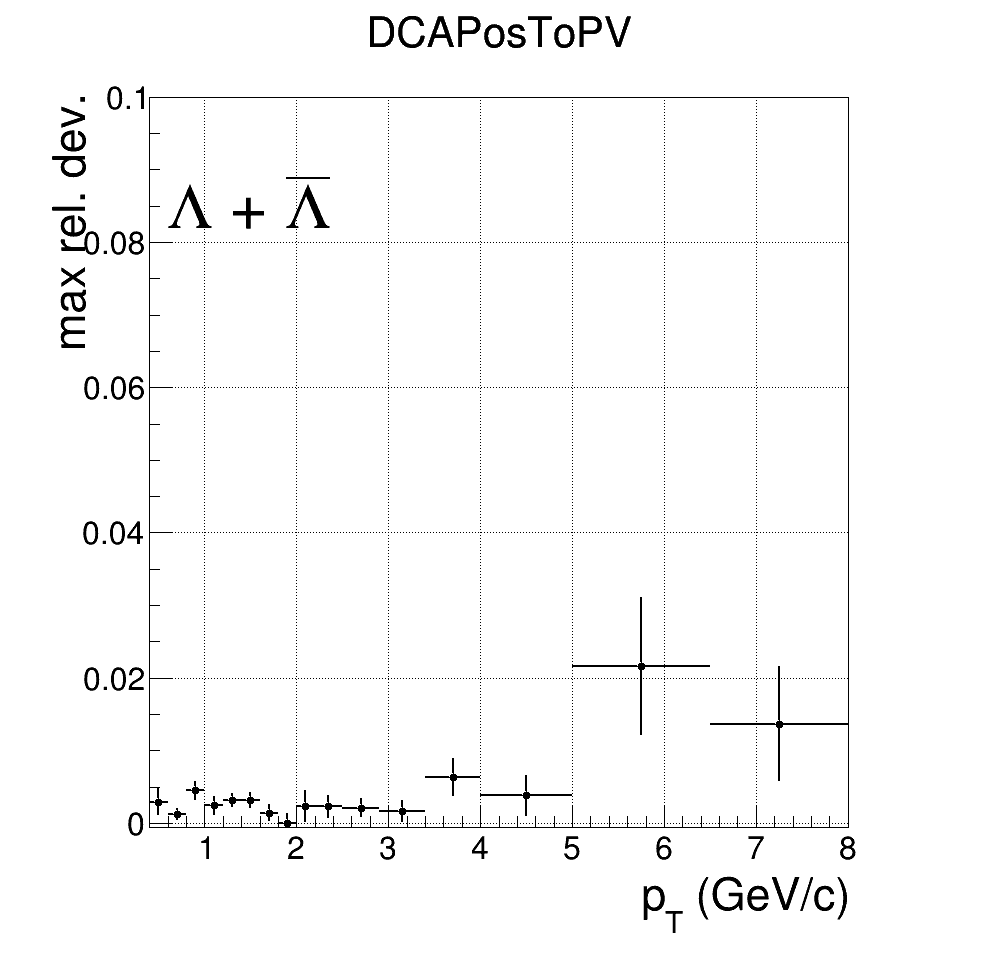 DCAPosToPV
max rel. dev.
0.1
0.08
0.06
0.04
0.02
0
Λ + Λ̅
1 2 3 4 5 6 7 8
p_T (GeV/c)